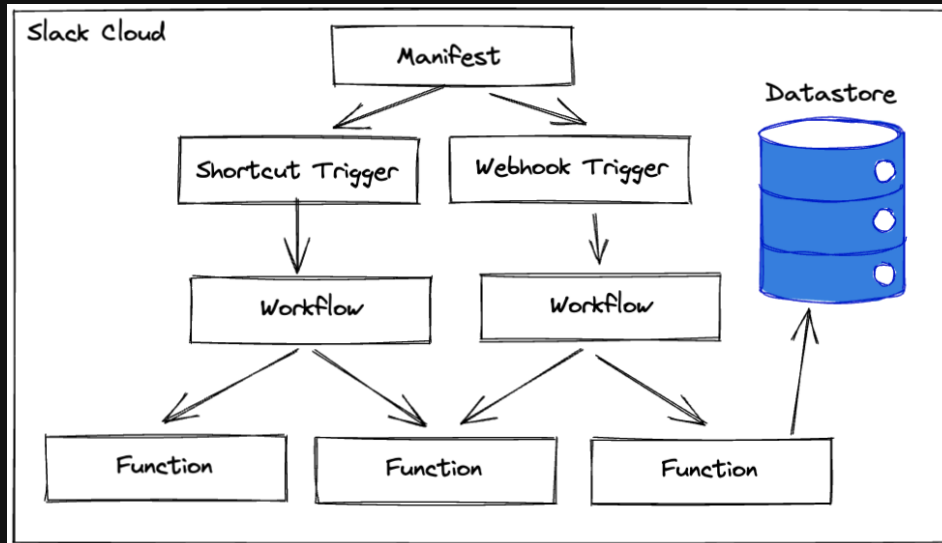 Slack Cloud
Manifest
Datastore
Shortcut Trigger
Webhook Trigger
Workflow
Workflow
Function
Function
Function